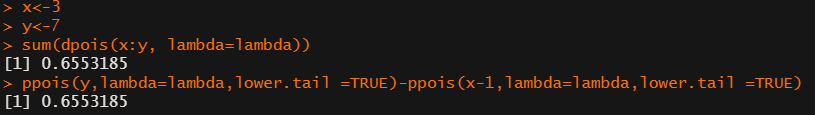 > x<-3
> y<-7
> sum(dpois(x:y, lambda=lambda))
[1] 0.6553185
> ppois(y,lambda=lambda,lower.tail =TRUE)-ppois(x-1,lambda=lambda,lower.tail =TRUE)
[1] 0.6553185